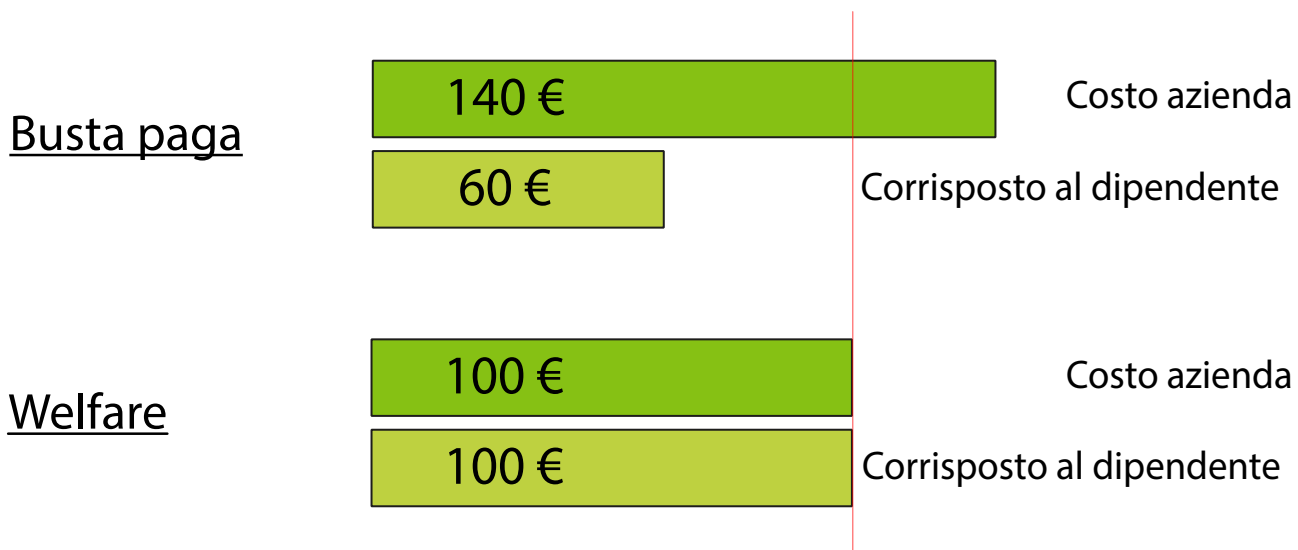 140 €
Costo azienda
Busta paga
60 €
Corrisposto al dipendente
100 €
Costo azienda
Welfare
100 €
Corrisposto al dipendente